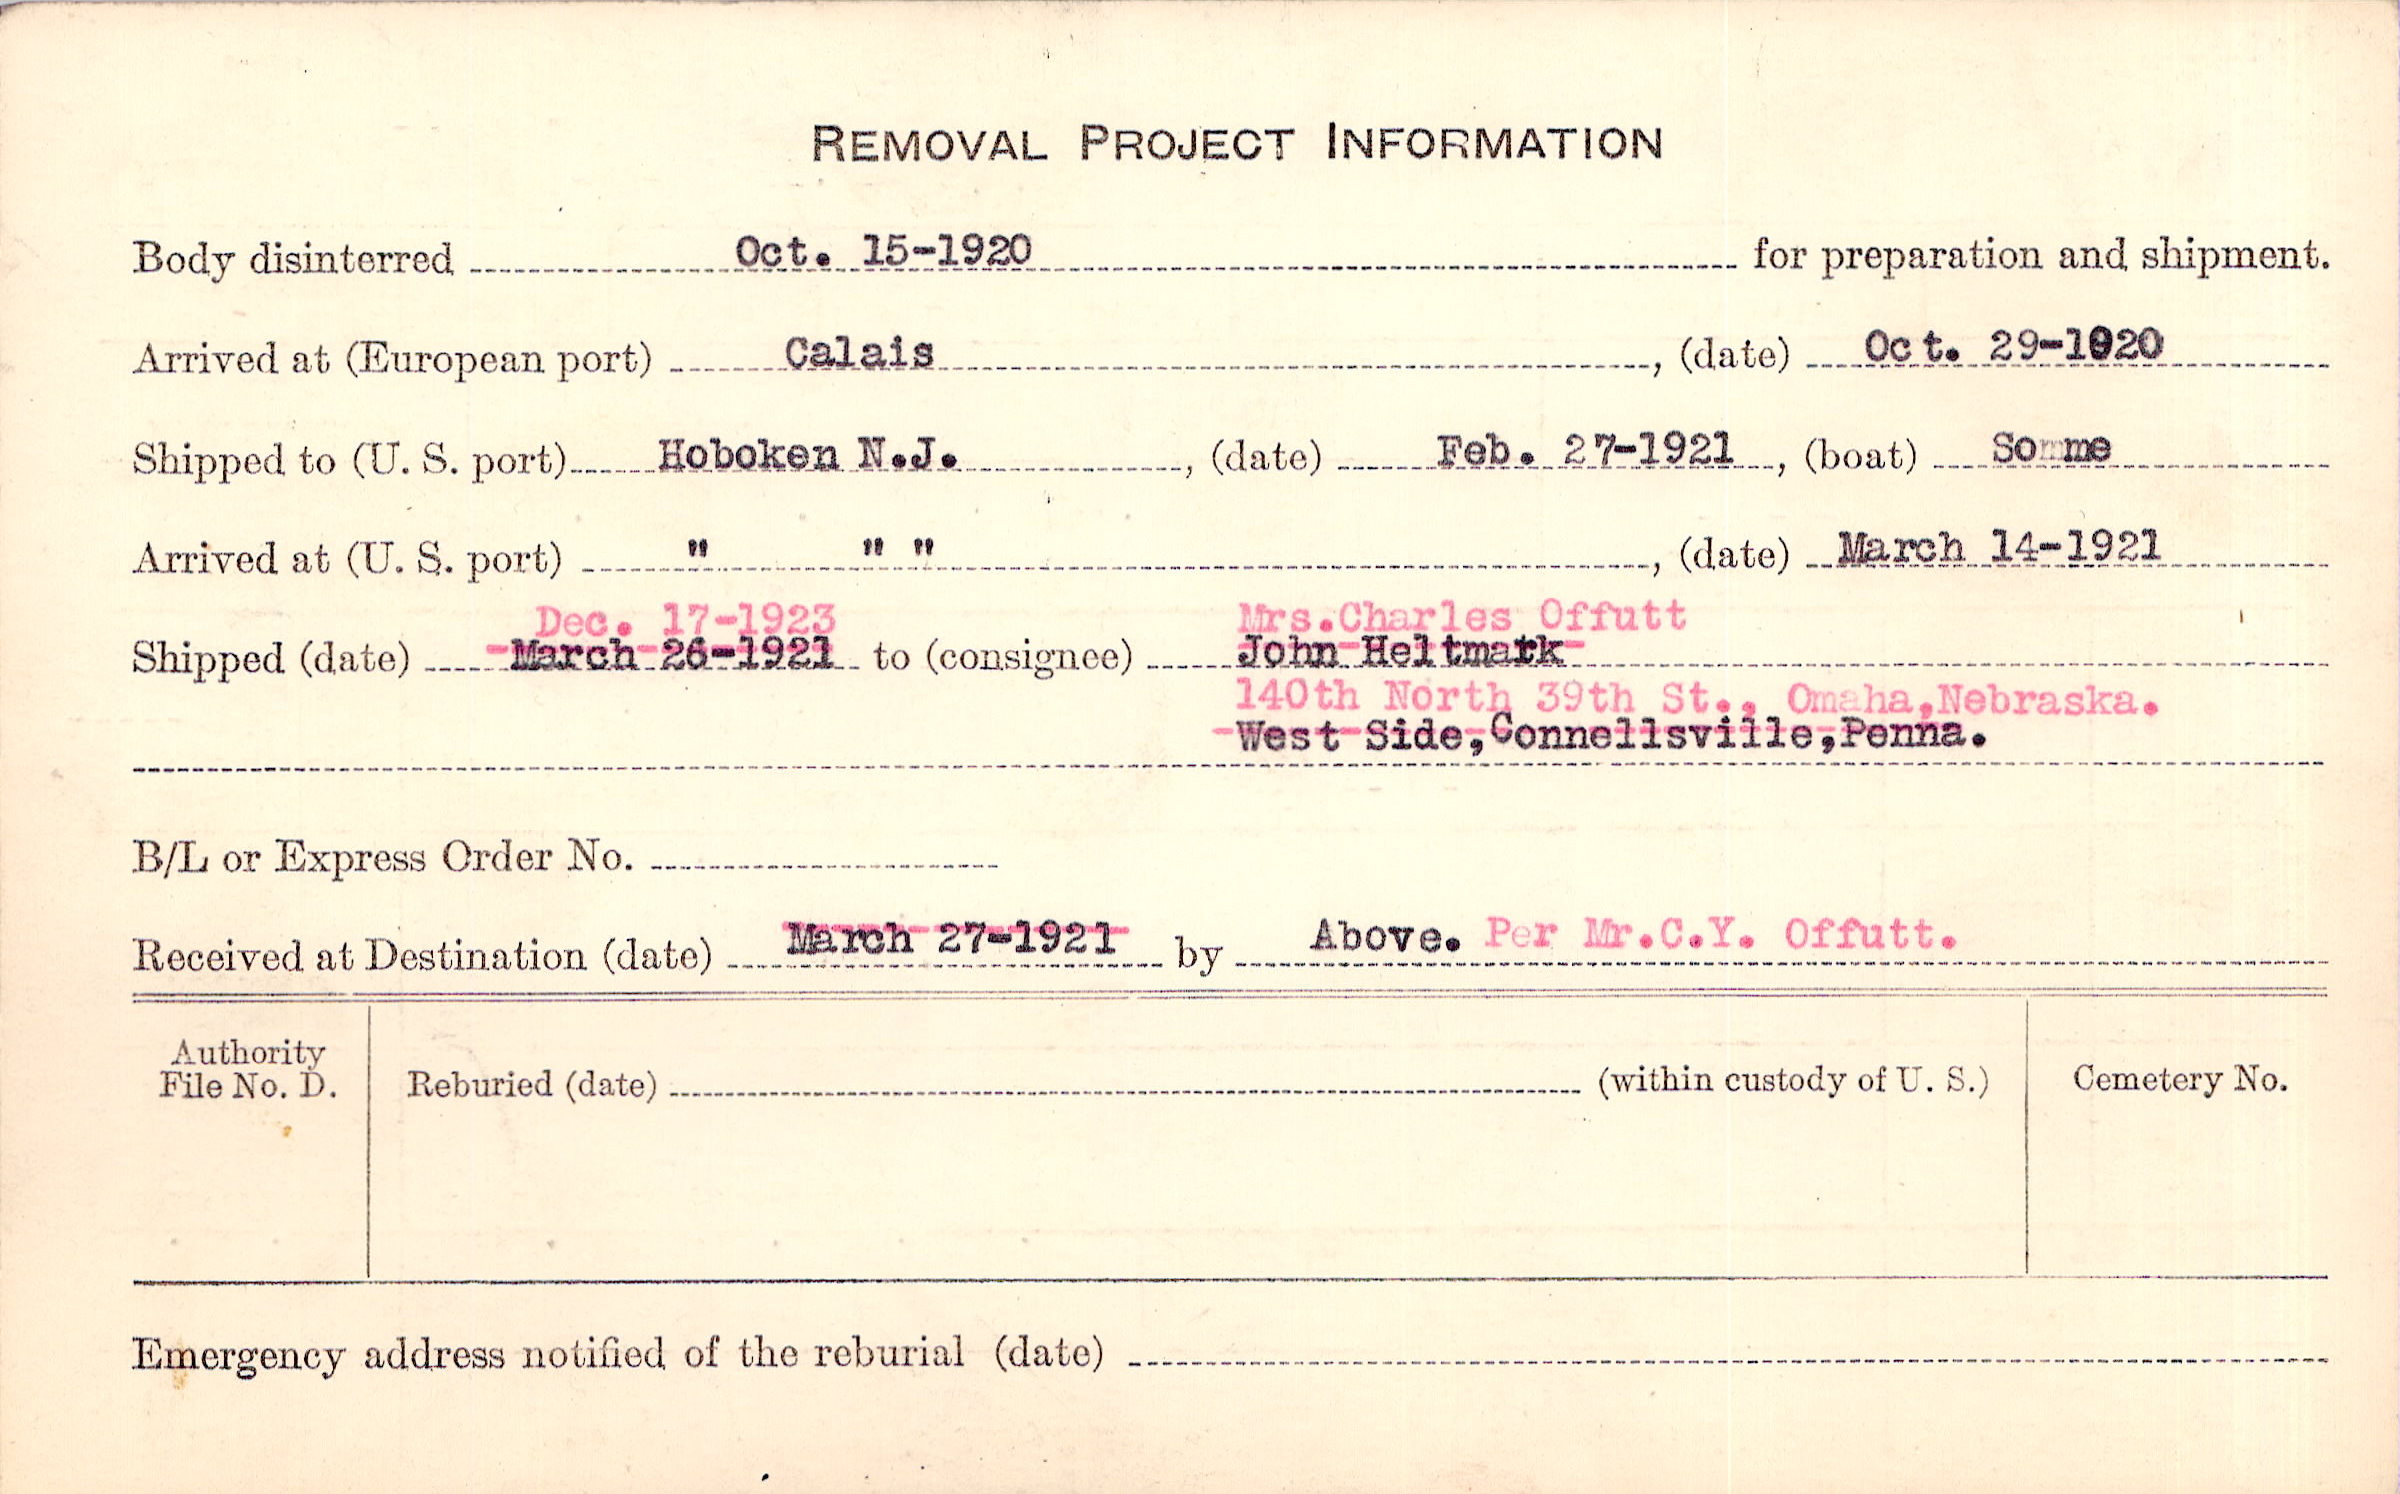 REMOVAL PROJECT INFORMATION
Body disinterred Oct. 15-1920 for preparation and shipment.
Arrived at (European port) Calais, (date) Oct. 29-1920
Shipped to (U. S. port) Hoboken N.J., (date) Feb. 27-1921, (boat) Somme
Arrived at (U. S. port) " " ", (date) March 14-1921
Dec. 17-1923 Mrs.Charles Offutt
Shipped (date) March 26-1921 to (consignee) John Heltmark
140th North 39th St., Omaha,Nebraska.
West Side,Connellsville,Penna.
B/L or Express Order No.
Received at Destination (date) March 27-1921 by Above. Per Mr.C.Y. Offutt.
Authority
File No. D. Reburied (date) (within custody of U. S.) Cemetery No.
Emergency address notified of the reburial (date)